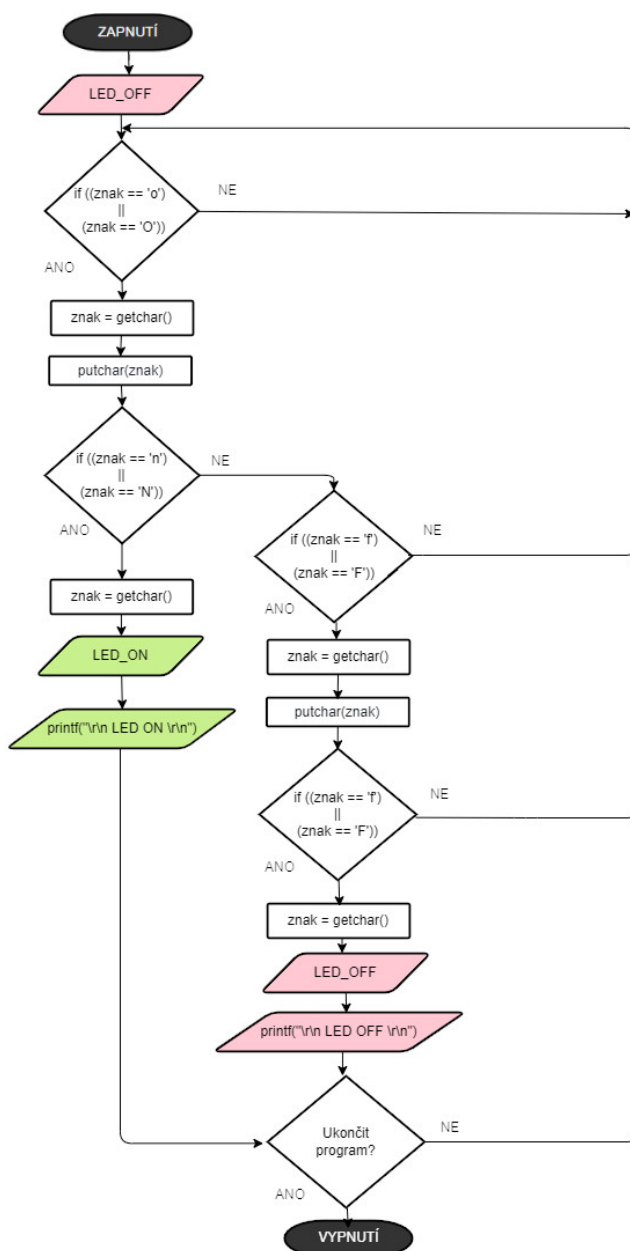 ZAPNUTÍ
LED_OFF
if ((znak == 'o')
||
(znak == 'O'))
NE
ANO
znak = getchar()
putchar(znak)
if ((znak == 'n')
||
(znak == 'N'))
NE
ANO
if ((znak == 'f')
||
(znak == 'F'))
NE
ANO
znak = getchar()
LED_ON
printf("\r\n LED ON \r\n")
znak = getchar()
putchar(znak)
if ((znak == 'f')
||
(znak == 'F'))
NE
ANO
znak = getchar()
LED_OFF
printf("\r\n LED OFF \r\n")
Ukončit
program?
NE
ANO
VYPNUTÍ